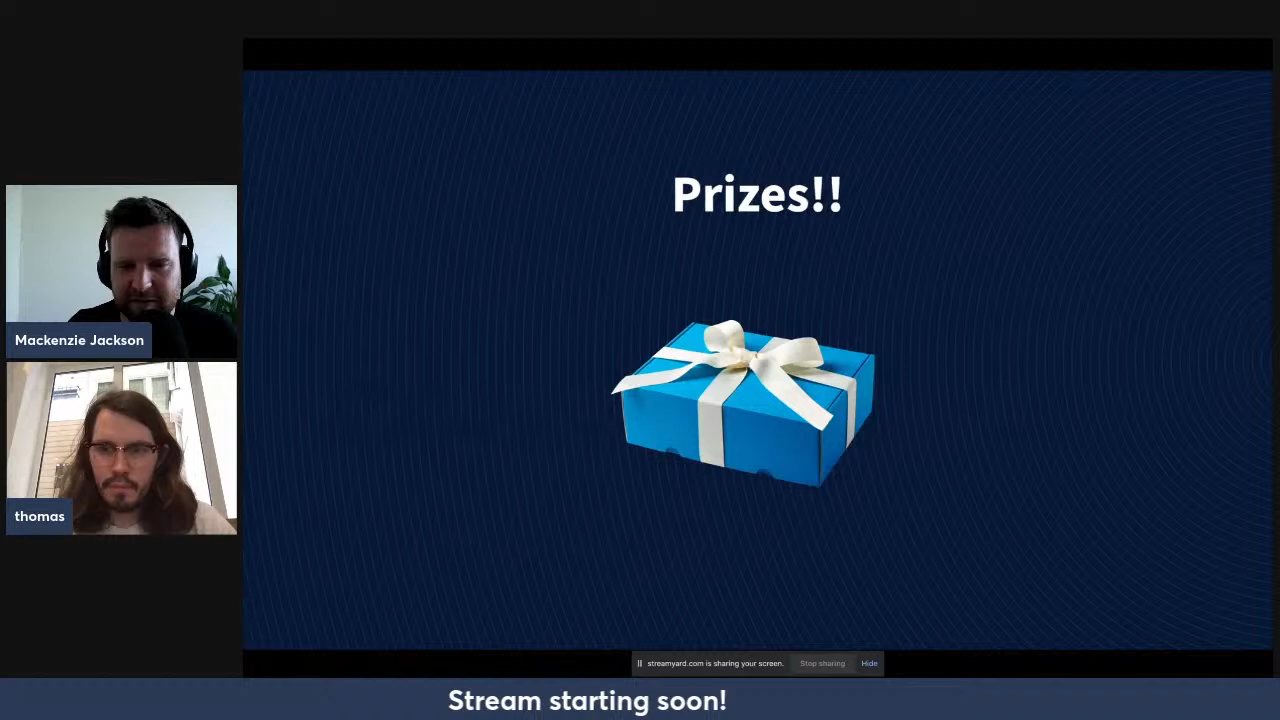 Prizes!!
Mackenzie Jackson
thomas
streamyard.com is sharing your screen.
Stop sharing
Hide
Stream starting soon!